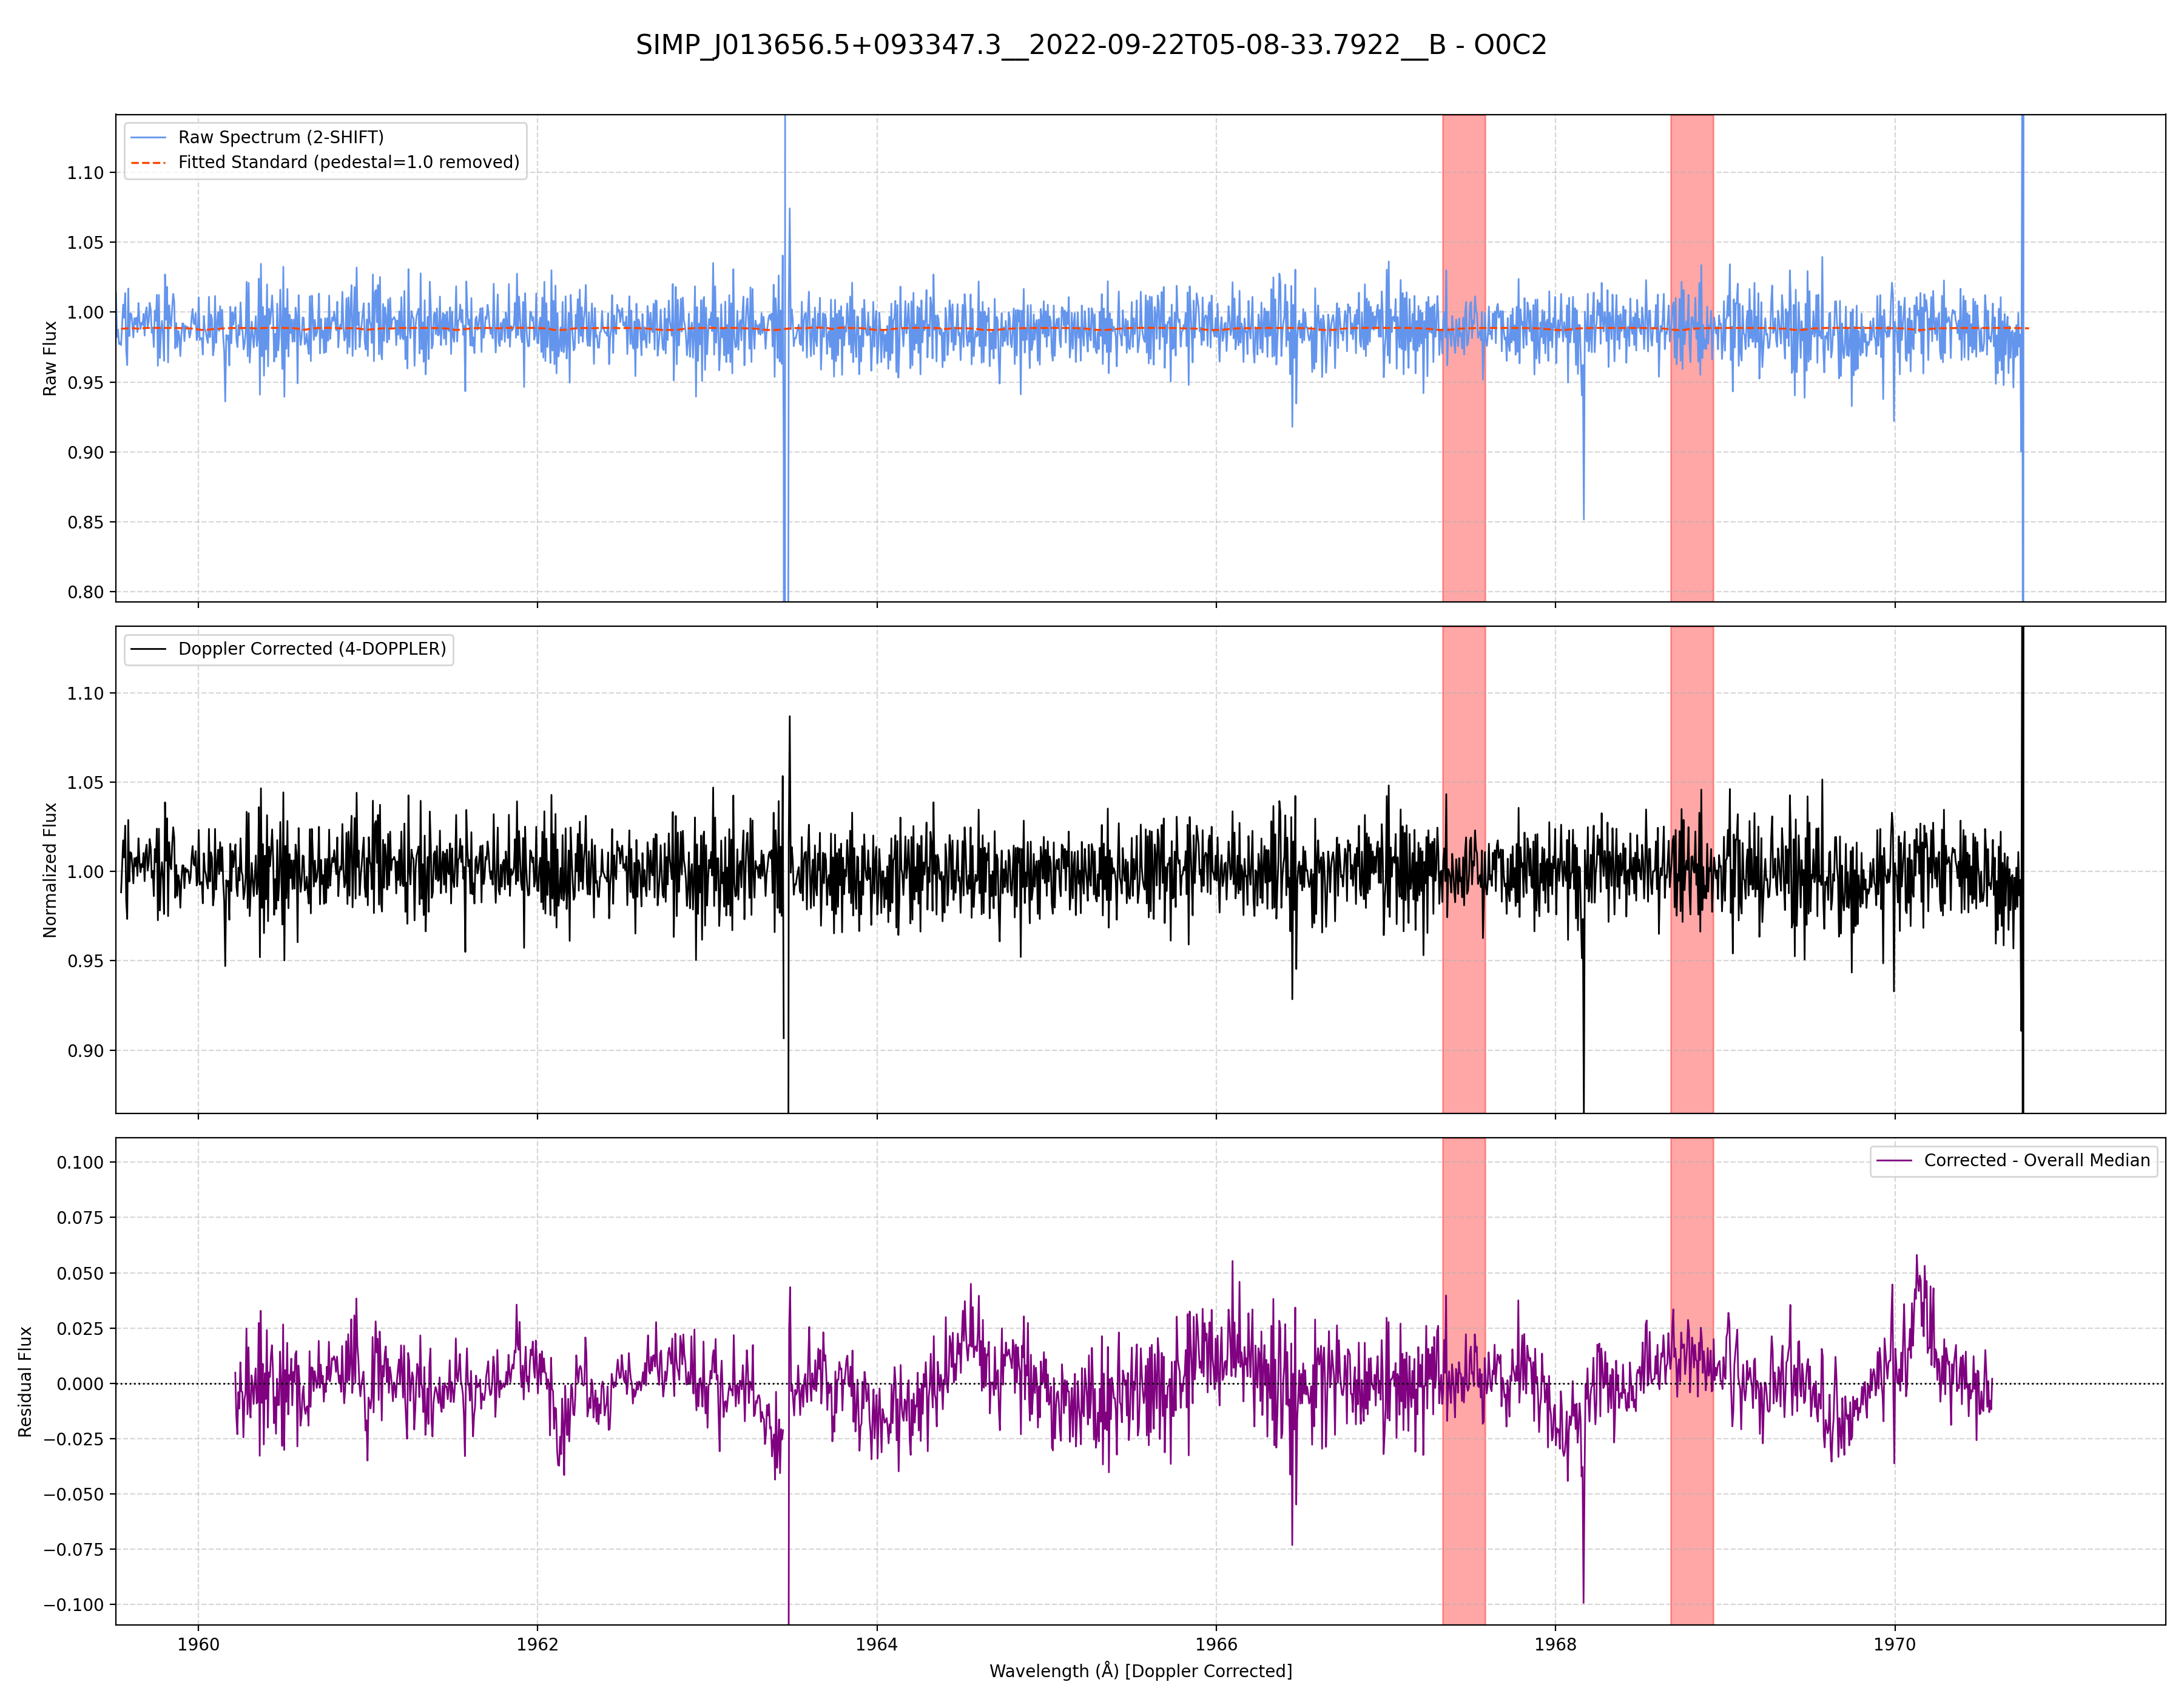 SIMP_J013656.5+093347.3__2022-09-22T05-08-33.7922__B - O0C2
Raw Spectrum (2-SHIFT)
Fitted Standard (pedestal=1.0 removed)
Raw Flux
1.10
1.05
1.00
0.95
0.90
0.85
0.80
Doppler Corrected (4-DOPPLER)
Normalized Flux
1.10
1.05
1.00
0.95
0.90
Corrected - Overall Median
Residual Flux
0.100
0.075
0.050
0.025
0.000
−0.025
−0.050
−0.075
−0.100
1960 1962 1964 1966 1968 1970
Wavelength (Å) [Doppler Corrected]